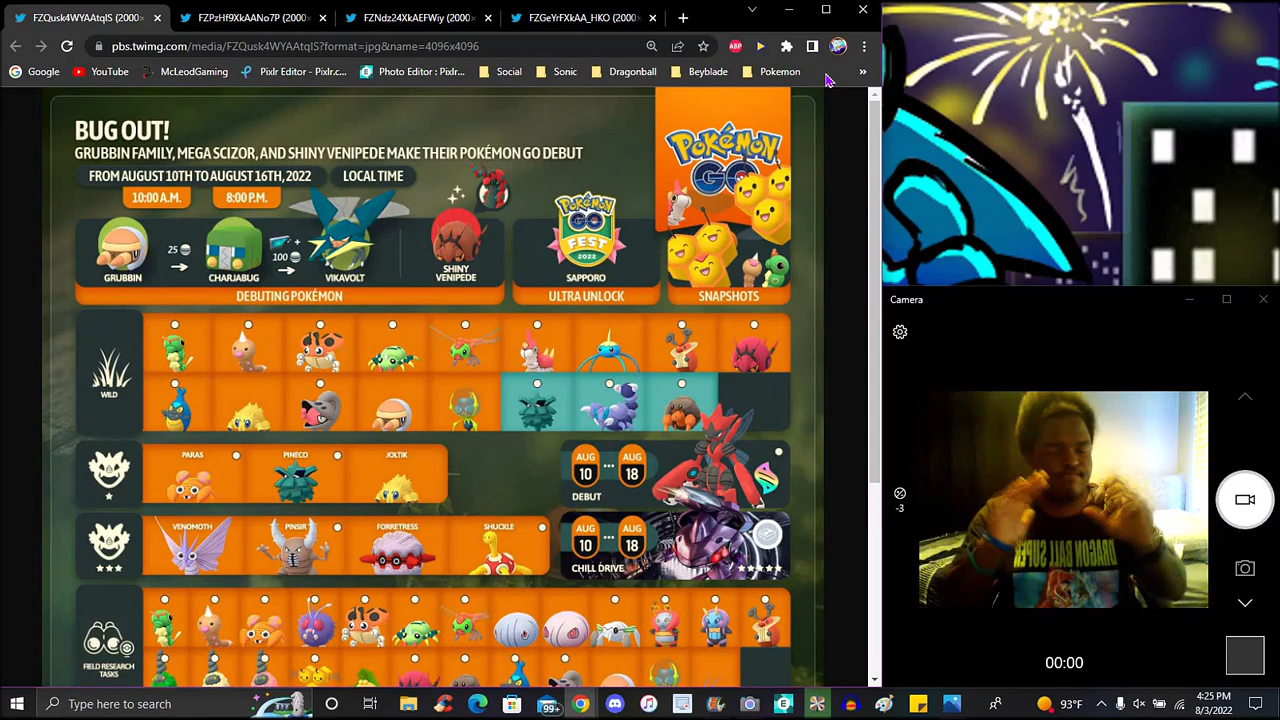 FZQusk4WYAAtqIS (2000×
FZPzHf9XkAANo7P (2000×
FZNdz24XkAEFWiy (2000×
FZGeYrFXkAA_HKO (2000×
pbs.twimg.com/media/FZQusk4WYAAtqIS?format=jpg&name=4096x4096
ABP
Google
YouTube
McLeodGaming
Pixlr Editor - Pixlr.c...
Photo Editor : Pixlr...
Social
Sonic
Dragonball
Beyblade
Pokemon
»
BUG OUT!
GRUBBIN FAMILY, MEGA SCIZOR, AND SHINY VENIPEDE MAKE THEIR POKÉMON GO DEBUT
FROM AUGUST 10TH TO AUGUST 16TH, 2022
LOCAL TIME
10:00 A.M.
8:00 P.M.
POKÉMON
GO
POKÉMON
GO
FEST
2022
25
100
+
GRUBBIN
CHARJABUG
VIKAVOLT
SHINY
VENIPEDE
SAPPORO
DEBUTING POKÉMON
ULTRA UNLOCK
SNAPSHOTS
WILD
PARAS
PINECO
JOLTIK
AUG
10
AUG
18
DEBUT
VENOMOTH
PINSIR
FORRETRESS
SHUCKLE
AUG
10
AUG
18
CHILL DRIVE
FIELD RESEARCH
TASKS
Camera
-3
DRAGON BALL SUPER
00:00
Type here to search
99+
93°F
4:25 PM
8/3/2022